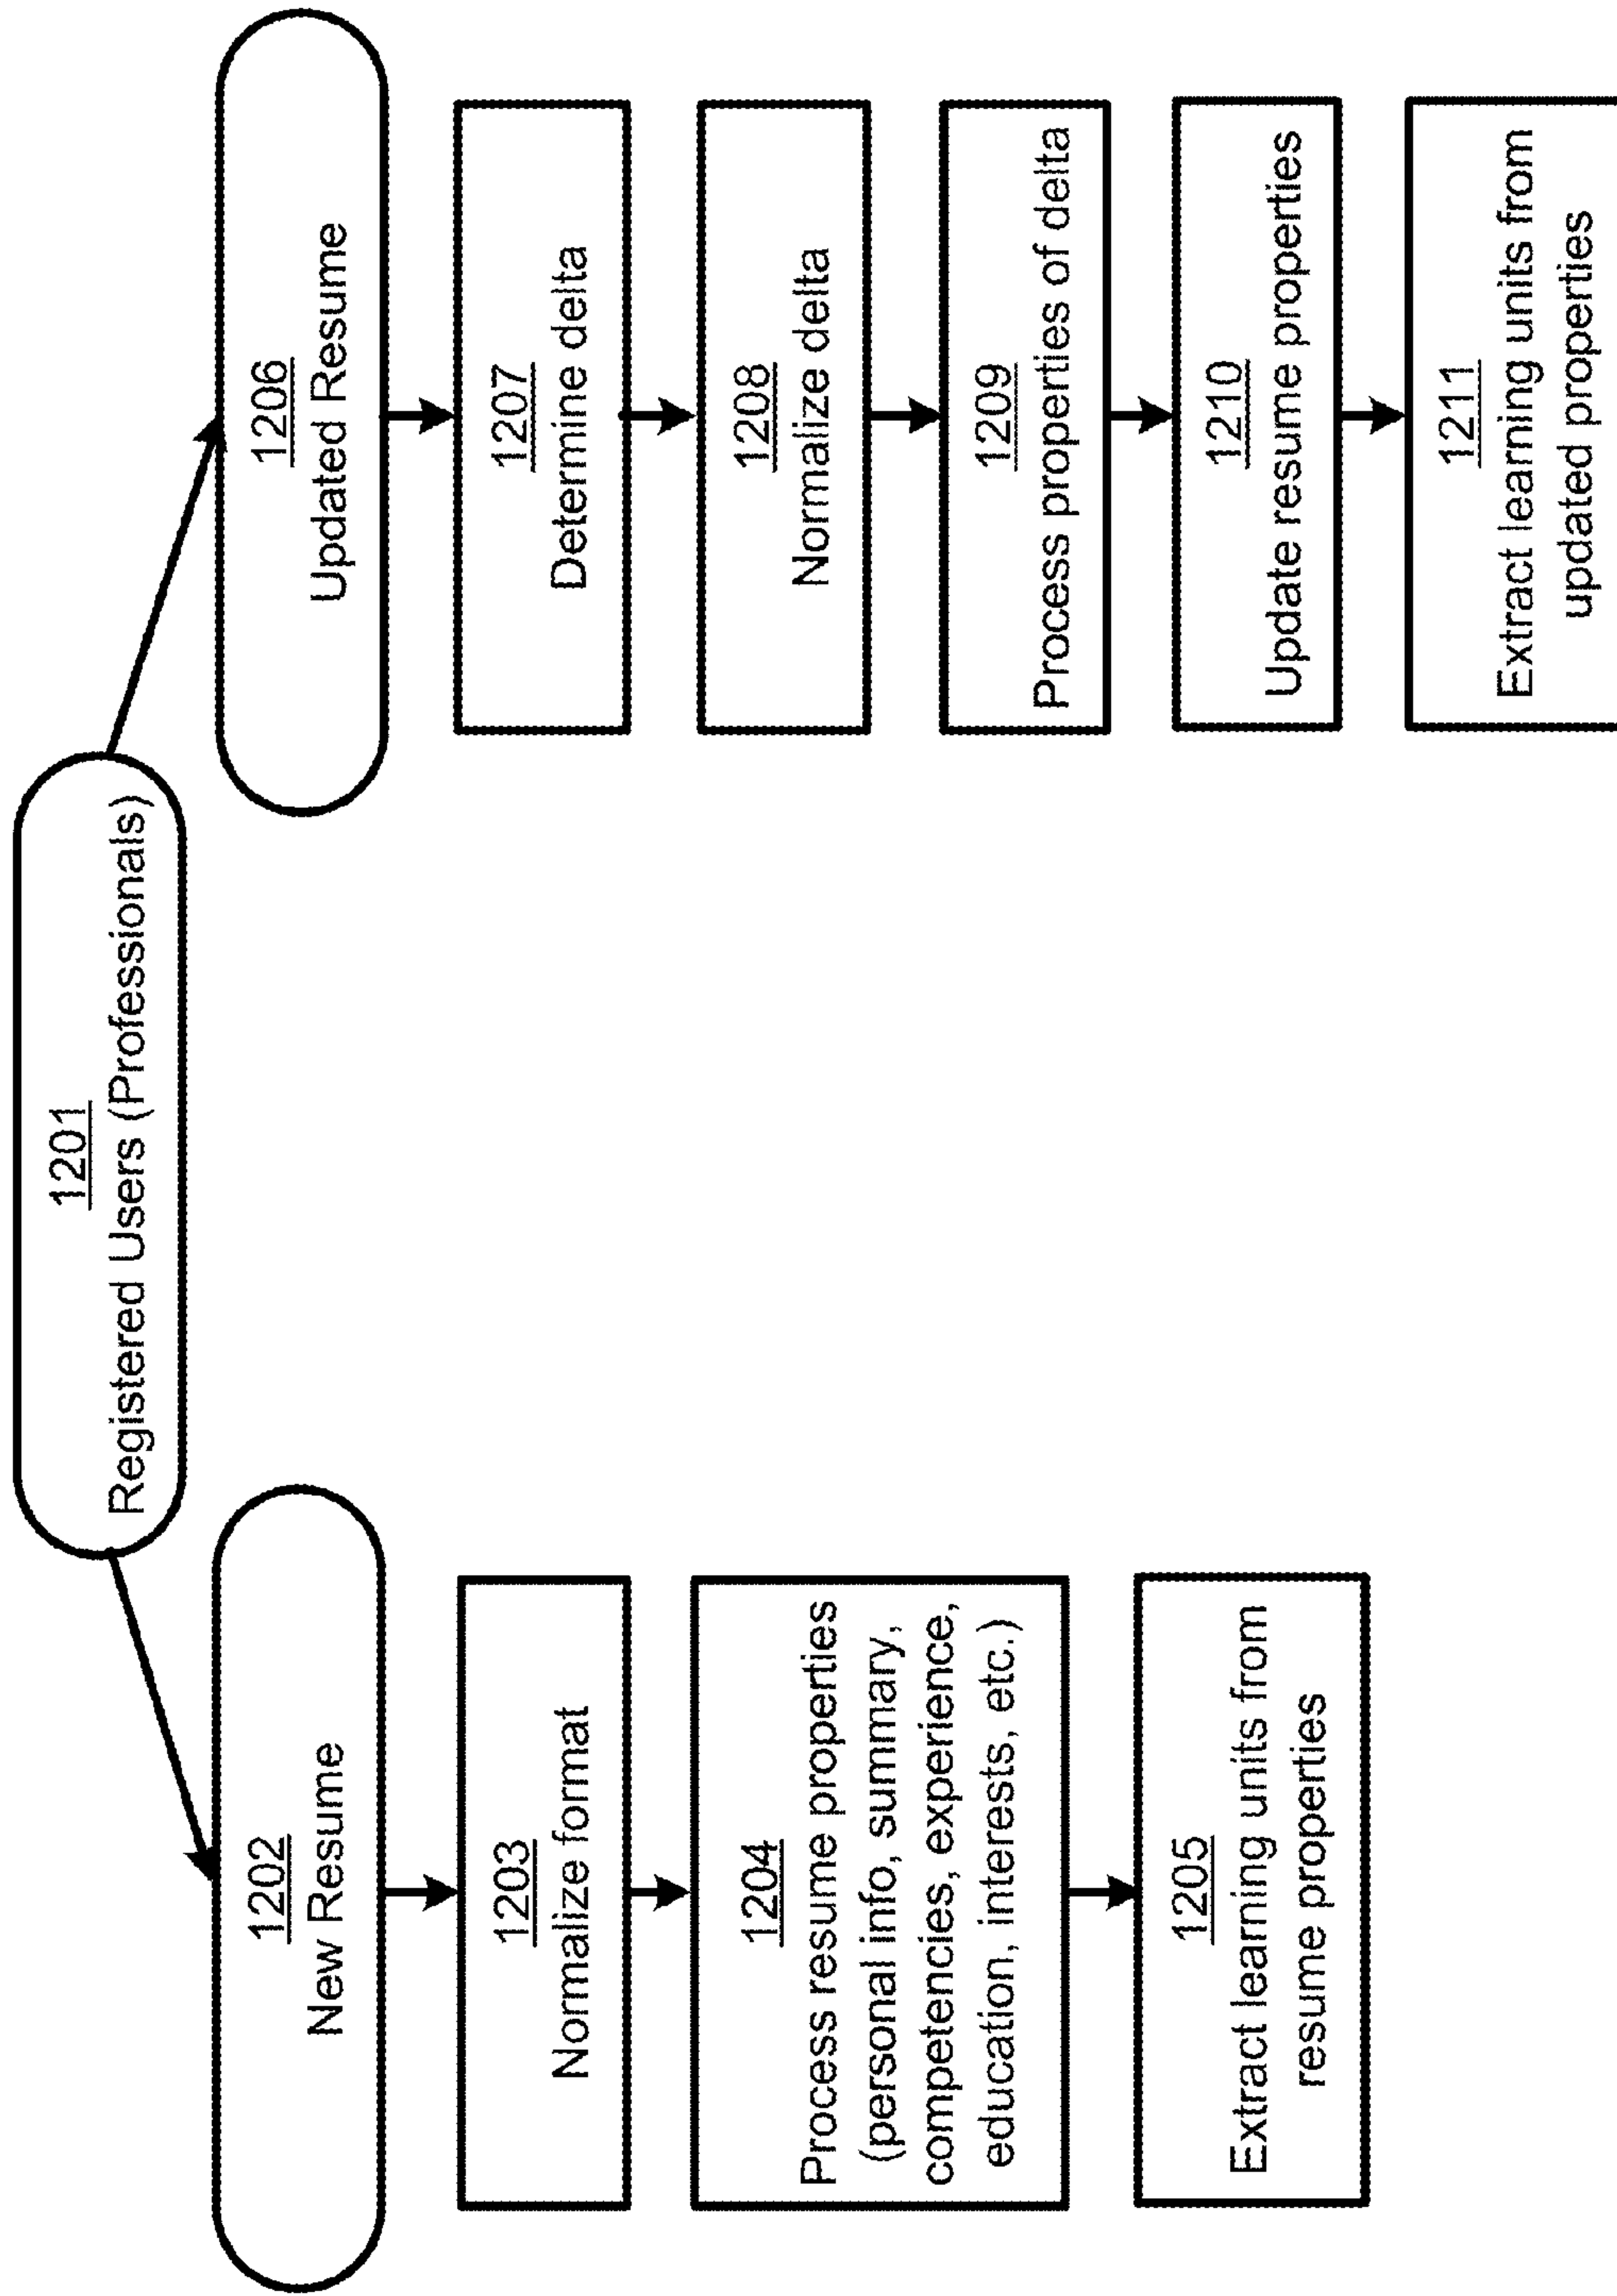 1201
Registered Users (Professionals)
1202
New Resume
1203
Normalize format
1204
Process resume properties
(personal info, summary,
competencies, experience,
education, interests, etc.)
1205
Extract learning units from
resume properties
1206
Updated Resume
1207
Determine delta
1208
Normalize delta
1209
Process properties of delta
1210
Update resume properties
1211
Extract learning units from
updated properties